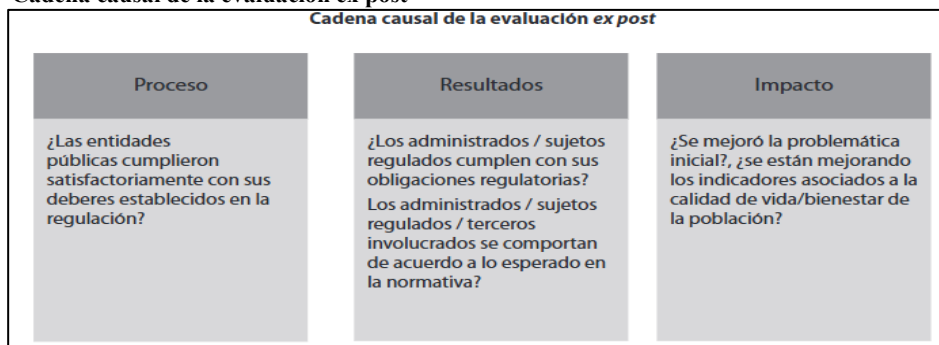 Cadena causal de la evaluación ex post
Cadena causal de la evaluación ex post
Proceso
¿Las entidades
públicas cumplieron
satisfactoriamente con sus
deberes establecidos en la
regulación?
Resultados
¿Los administrados / sujetos
regulados cumplen con sus
obligaciones regulatorias?
Los administrados / sujetos
regulados / terceros
involucrados se comportan
de acuerdo a lo esperado en
la normativa?
Impacto
¿Se mejoró la problemática
inicial?, ¿se están mejorando
los indicadores asociados a la
calidad de vida/bienestar de
la población?